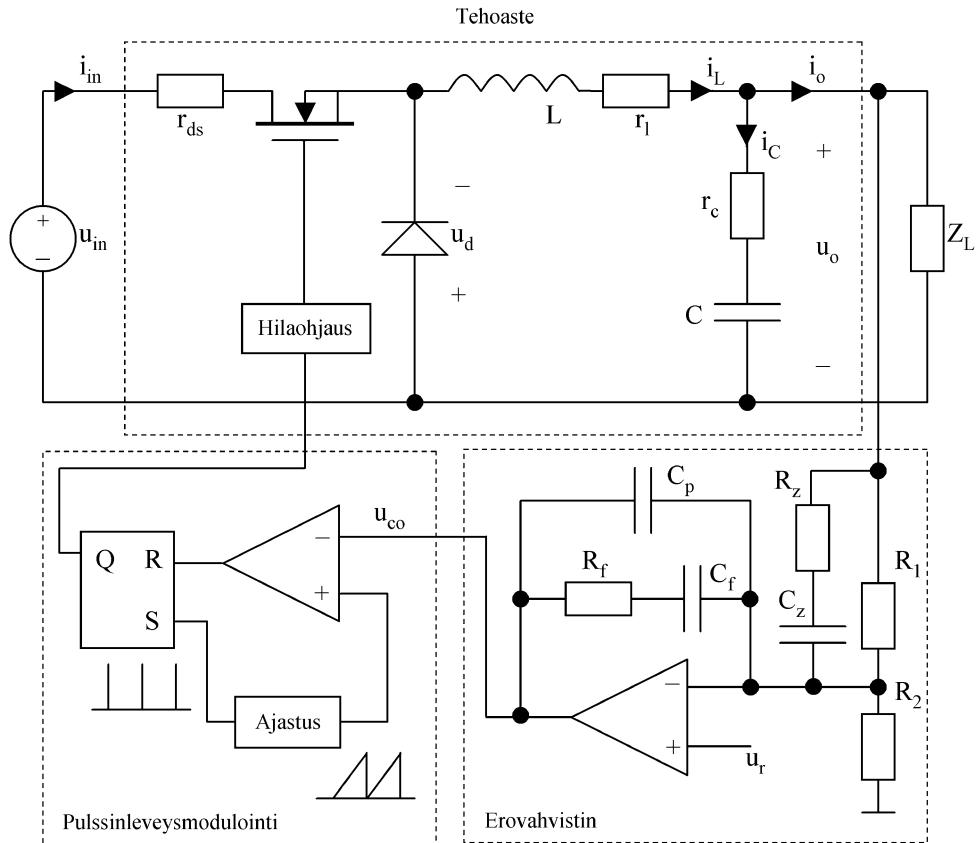 Tehoaste
i_in
r_ds
L
r_l
i_L
i_o
i_C
+
r_c
u_in
+
−
−
u_d
+
u_o
Z_L
C
−
Hilaohjaus
Q R
S
u_co
−
+
Ajastus
Pulssinleveysmodulointi
C_p
R_z
R_f
C_f
C_z
R_1
R_2
−
+
u_r
Erovahvistin